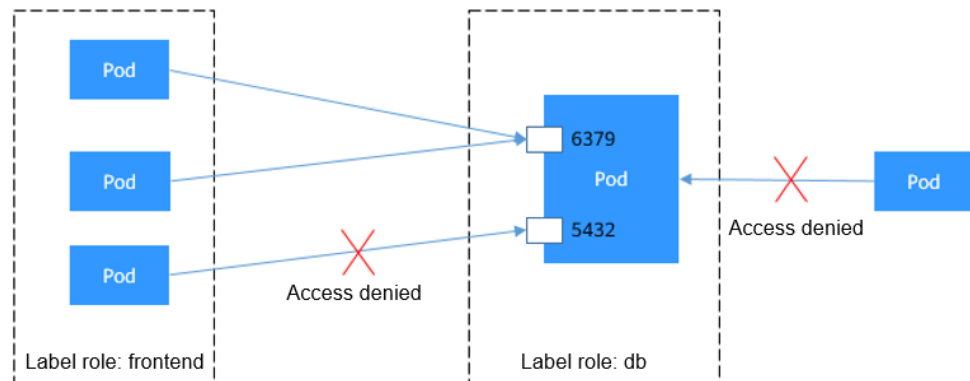 Pod
6379
Pod
Pod
Pod
5432
Access denied
Pod
Access denied
Label role: frontend
Label role: db